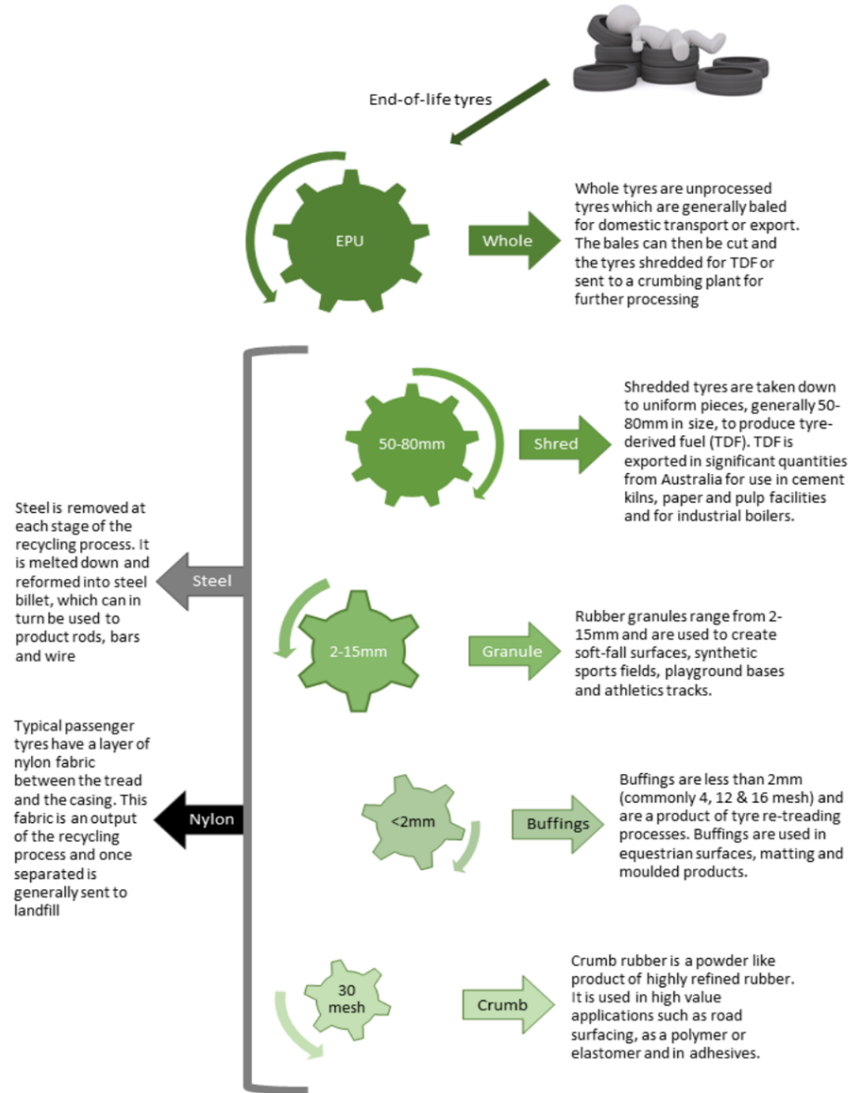 End-of-life tyres
EPU
Whole
Whole tyres are unprocessed
tyres which are generally baled
for domestic transport or export.
The bales can then be cut and
the tyres shredded for TDF or
sent to a crumbing plant for
further processing
50-80mm
Shred
Shredded tyres are taken down
to uniform pieces, generally 50-
80mm in size, to produce tyre-
derived fuel (TDF). TDF is
exported in significant quantities
from Australia for use in cement
kilns, paper and pulp facilities
and for industrial boilers.
Steel is removed at
each stage of the
recycling process. It
is melted down and
reformed into steel
billet, which can in
turn be used to
product rods, bars
and wire
Steel
2-15mm
Granule
Rubber granules range from 2-
15mm and are used to create
soft-fall surfaces, synthetic
sports fields, playground bases
and athletics tracks.
Typical passenger
tyres have a layer of
nylon fabric
between the tread
and the casing. This
fabric is an output
of the recycling
process and once
separated is
generally sent to
landfill
Nylon
<2mm
Buffings
Buffings are less than 2mm
(commonly 4, 12 & 16 mesh) and
are a product of tyre re-treading
processes. Buffings are used in
equestrian surfaces, matting and
moulded products.
30
mesh
Crumb
Crumb rubber is a powder like
product of highly refined rubber.
It is used in high value
applications such as road
surfacing, as a polymer or
elastomer and in adhesives.